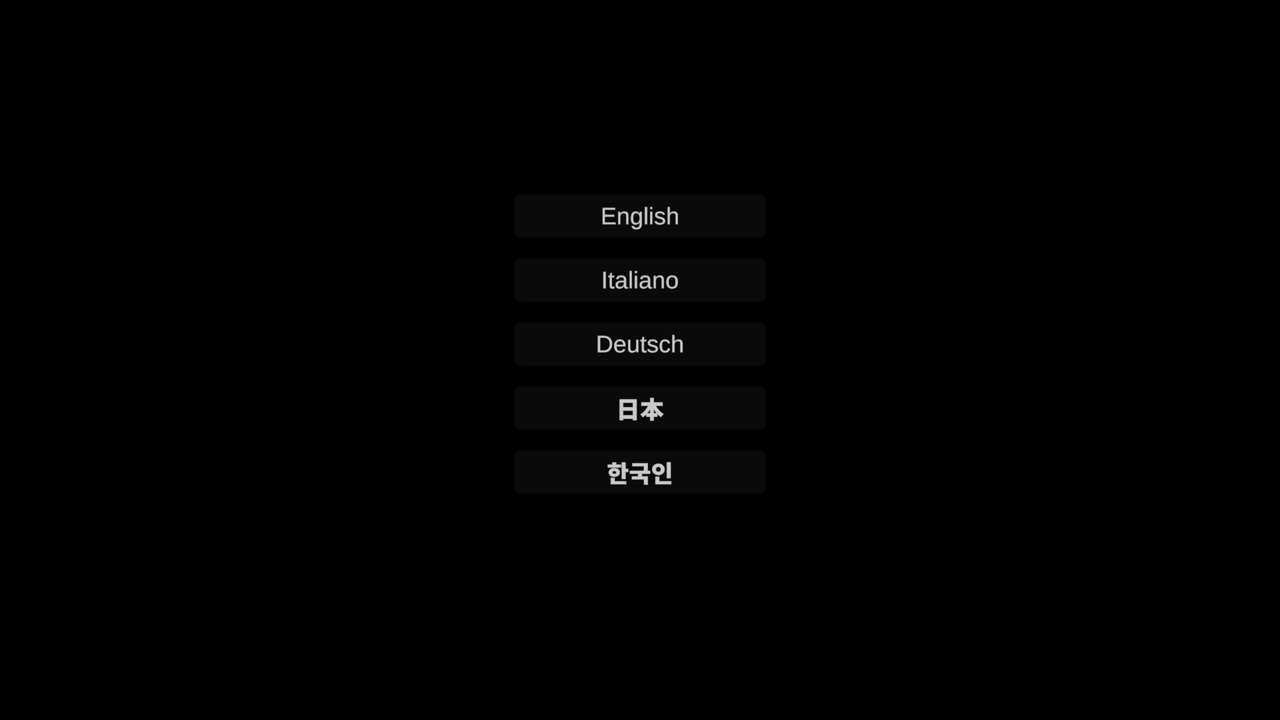 English
Italiano
Deutsch
日本
한국인